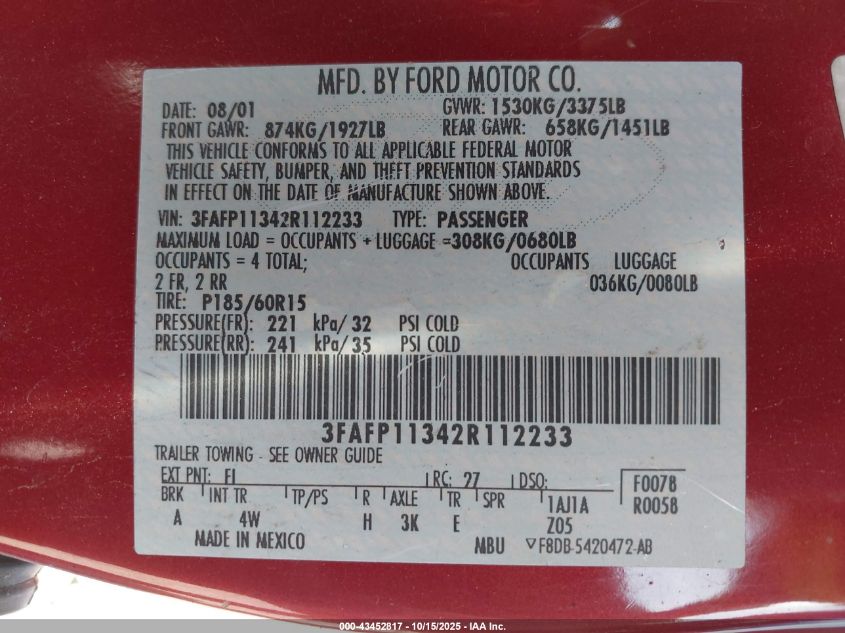 MFD. BY FORD MOTOR CO.
DATE: 08/01 GVWR: 1530KG/3375LB
FRONT GAWR: 874KG/1927LB REAR GAWR: 658KG/1451LB
THIS VEHICLE CONFORMS TO ALL APPLICABLE FEDERAL MOTOR
VEHICLE SAFETY, BUMPER, AND THEFT PREVENTION STANDARDS
IN EFFECT ON THE DATE OF MANUFACTURE SHOWN ABOVE.
VIN: 3FAFP11342R112233 TYPE: PASSENGER
MAXIMUM LOAD = OCCUPANTS + LUGGAGE =308KG/0680LB
OCCUPANTS = 4 TOTAL; OCCUPANTS LUGGAGE
2 FR, 2 RR 036KG/0080LB
TIRE: P185/60R15
PRESSURE(FR): 221 kPa/ 32 PSI COLD
PRESSURE(RR): 241 kPa/ 35 PSI COLD
3FAFP11342R112233
TRAILER TOWING - SEE OWNER GUIDE
EXT PNT: FI RC: 27 DSO: F0078
BRK INT TR TP/PS R AXLE TR SPR 1AJ1A R0058
A 4W H 3K E Z05
MADE IN MEXICO MBU F8DB-5420472-AB
000-43452817 - 10/15/2025 - IAA Inc.